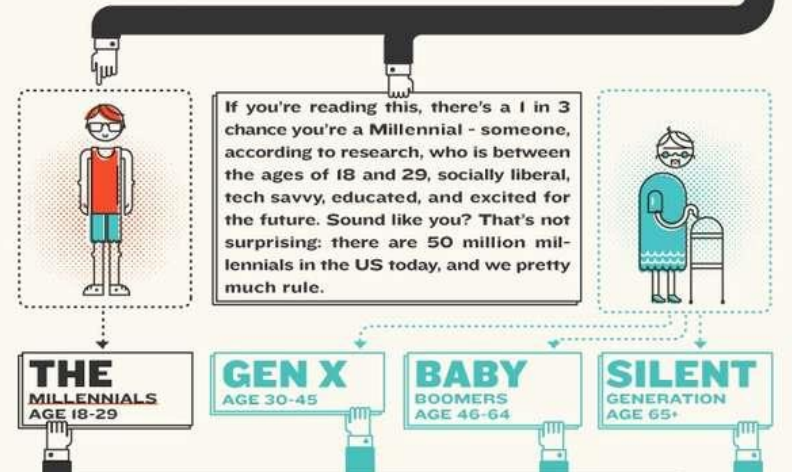 If you're reading this, there's a 1 in 3
chance you're a Millennial - someone,
according to research, who is between
the ages of 18 and 29, socially liberal,
tech savvy, educated, and excited for
the future. Sound like you? That's not
surprising: there are 50 million mil-
lennials in the US today, and we pretty
much rule.
THE
MILLENNIALS
AGE 18-29
GEN X
AGE 30-45
BABY
BOOMERS
AGE 46-64
SILENT
GENERATION
AGE 65+